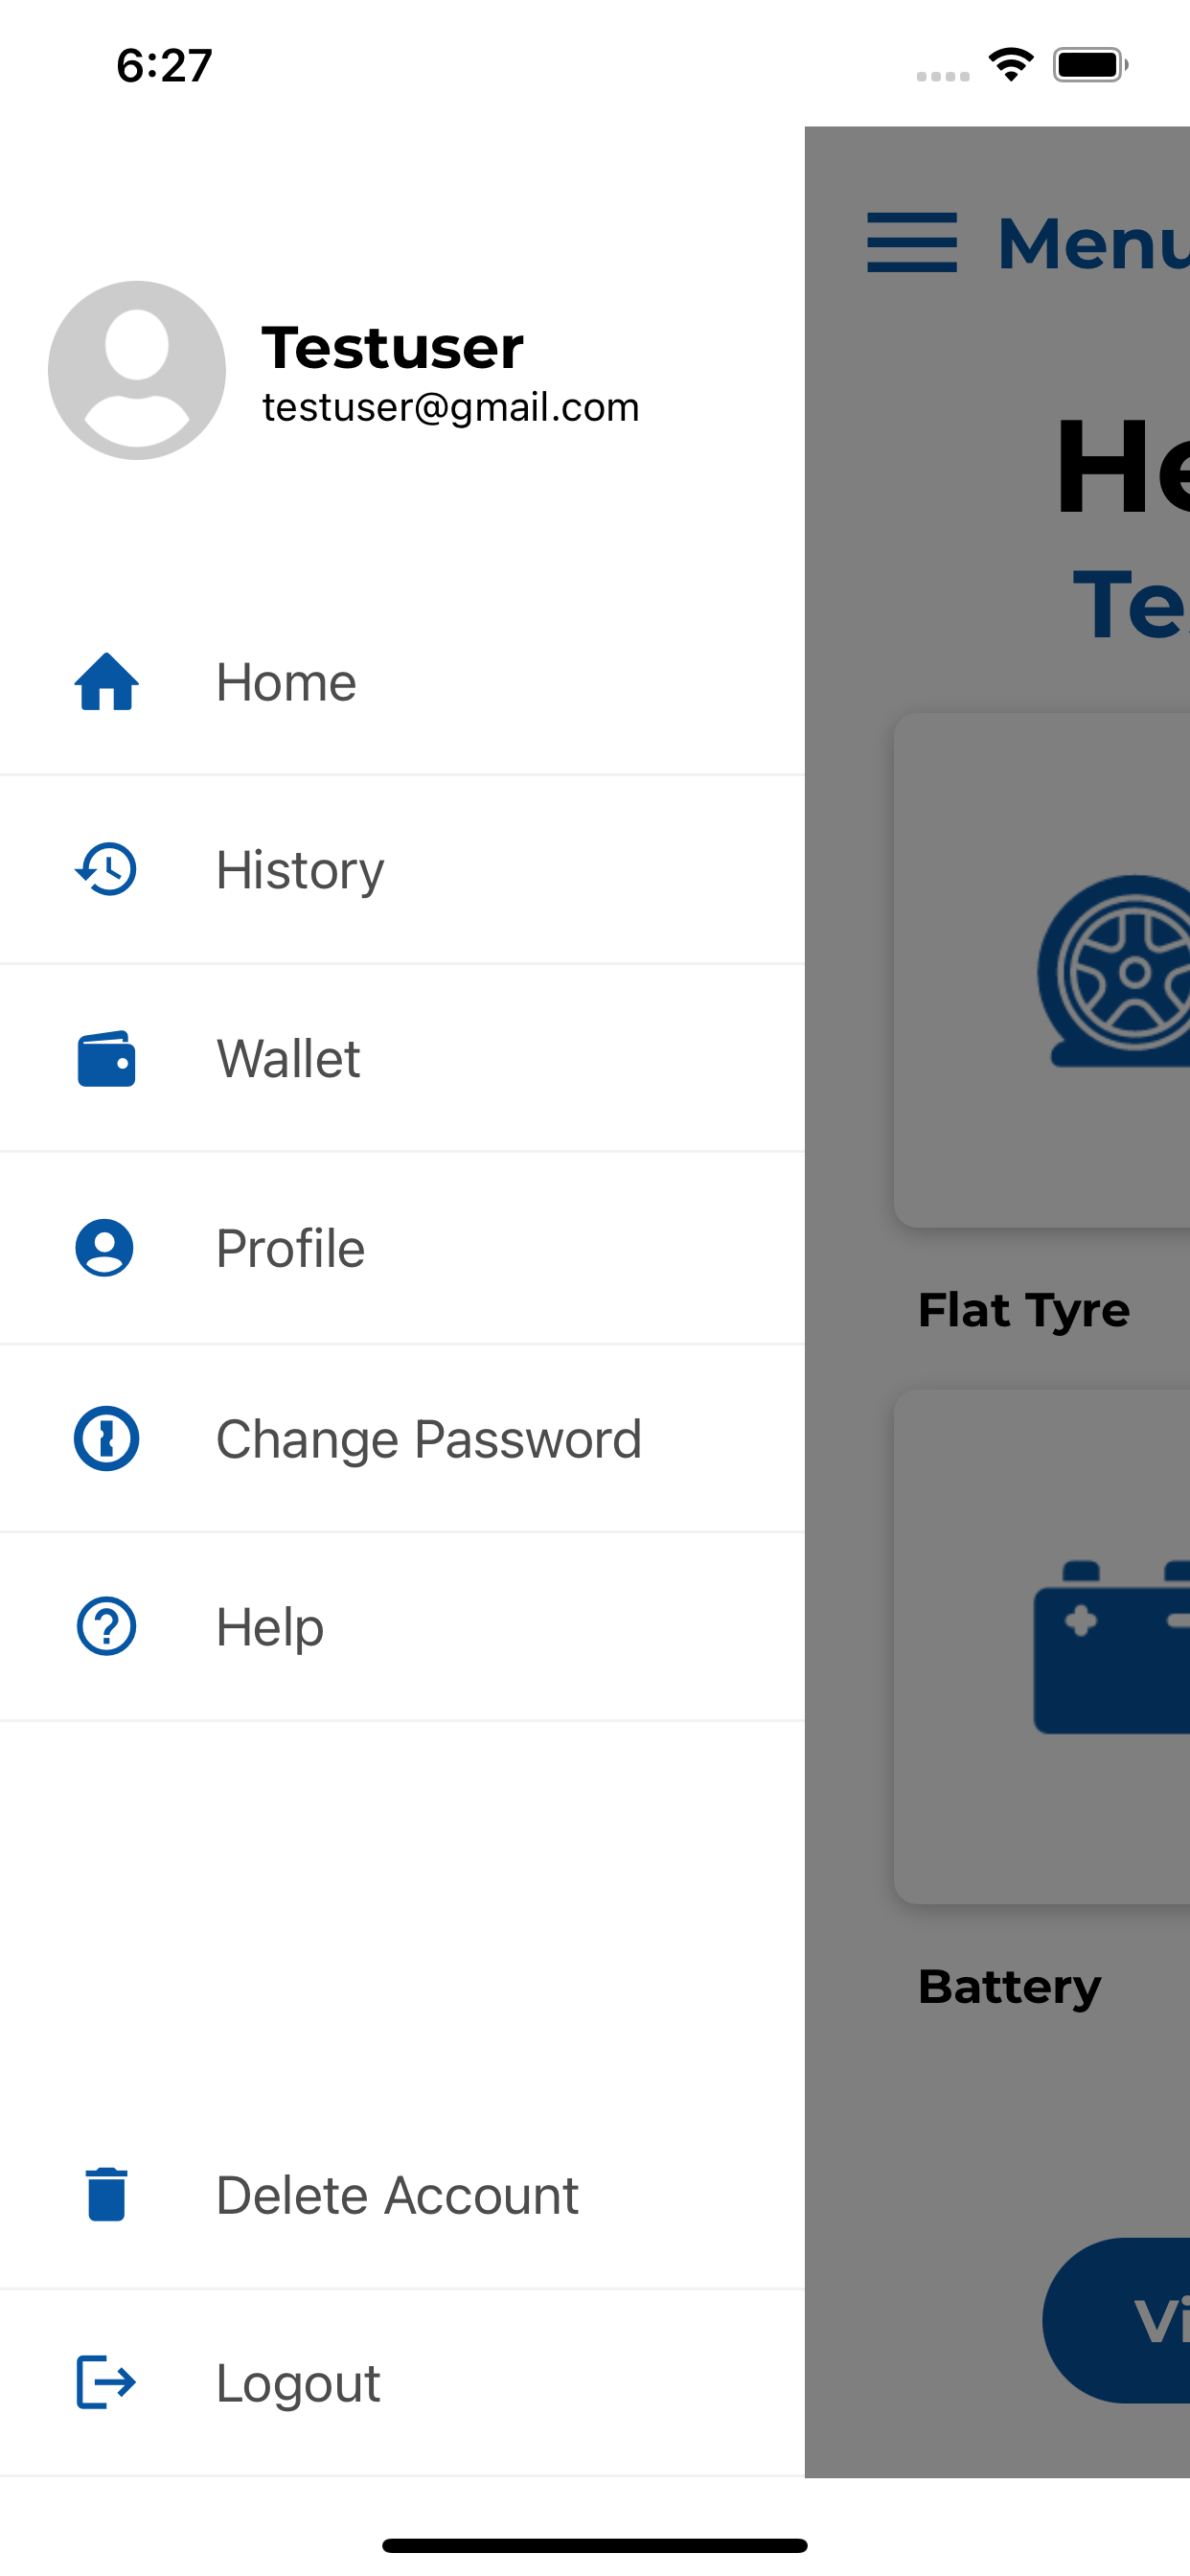 6:27
Testuser
testuser@gmail.com
Home
History
Wallet
Profile
Change Password
Help
Delete Account
Logout
Menu
Flat Tyre
Battery